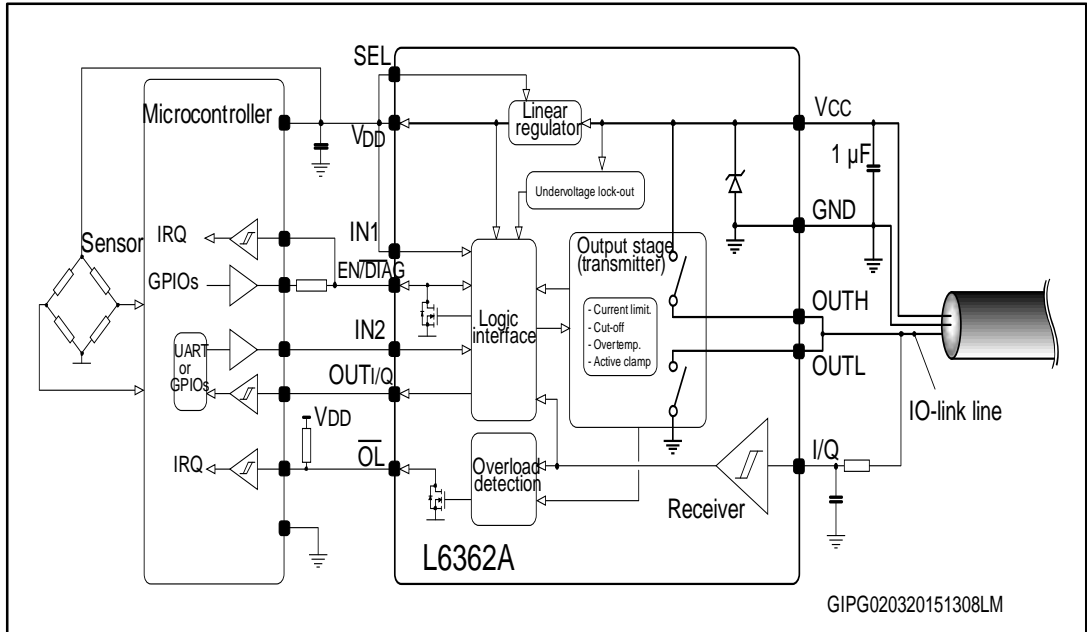 SEL
Microcontroller
VDD
Linear
regulator
VCC
1 µF
Undervoltage lock-out
GND
Sensor
IRQ
IN1
EN/DIAG
GPIOs
Output stage
(transmitter)
- Current limit.
- Cut-off
- Overtemp.
- Active clamp
Logic
interface
OUTH
IN2
UART
or
GPIOs
OUTI/Q
OUTL
IO-link line
VDD
IRQ
OL
Overload
detection
I/Q
Receiver
L6362A
GIPG020320151308LM